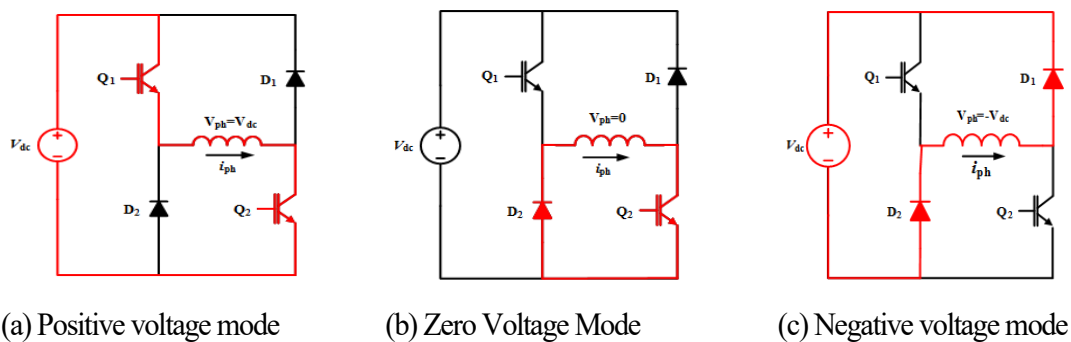 Q1
D1
Vph=Vdc
Vdc
+
−
iph
D2
Q2
(a) Positive voltage mode
Q1
D1
Vph=0
Vdc
+
−
iph
D2
Q2
(b) Zero Voltage Mode
Q1
D1
Vph=-Vdc
Vdc
+
−
iph
D2
Q2
(c) Negative voltage mode